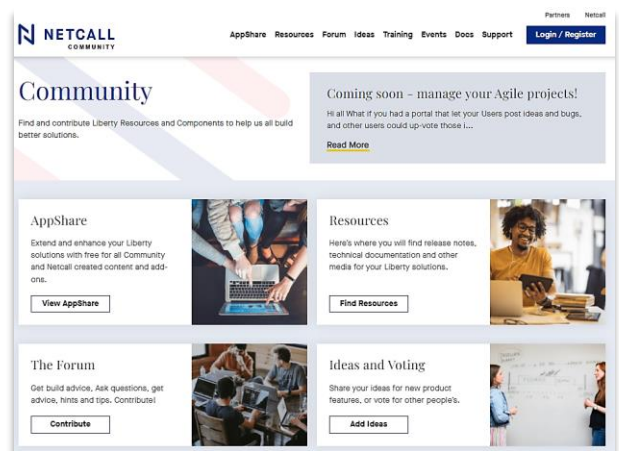 Partners Netcall
NETCALL
COMMUNITY
AppShare Resources Forum Ideas Training Events Docs Support Login / Register
Community
Find and contribute Liberty Resources and Components to help us all build
better solutions.
Coming soon – manage your Agile projects!
Hi all What if you had a portal that let your Users post ideas and bugs,
and other users could up-vote those i...
Read More
AppShare
Extend and enhance your Liberty
solutions with free for all Community
and Netcall created content and add-
ons.
View AppShare
Resources
Here's where you will find release notes,
technical documentation and other
media for your Liberty solutions.
Find Resources
The Forum
Get build advice, Ask questions, get
advice, hints and tips. Contribute!
Contribute
Ideas and Voting
Share your ideas for new product
features, or vote for other people's.
Add Ideas